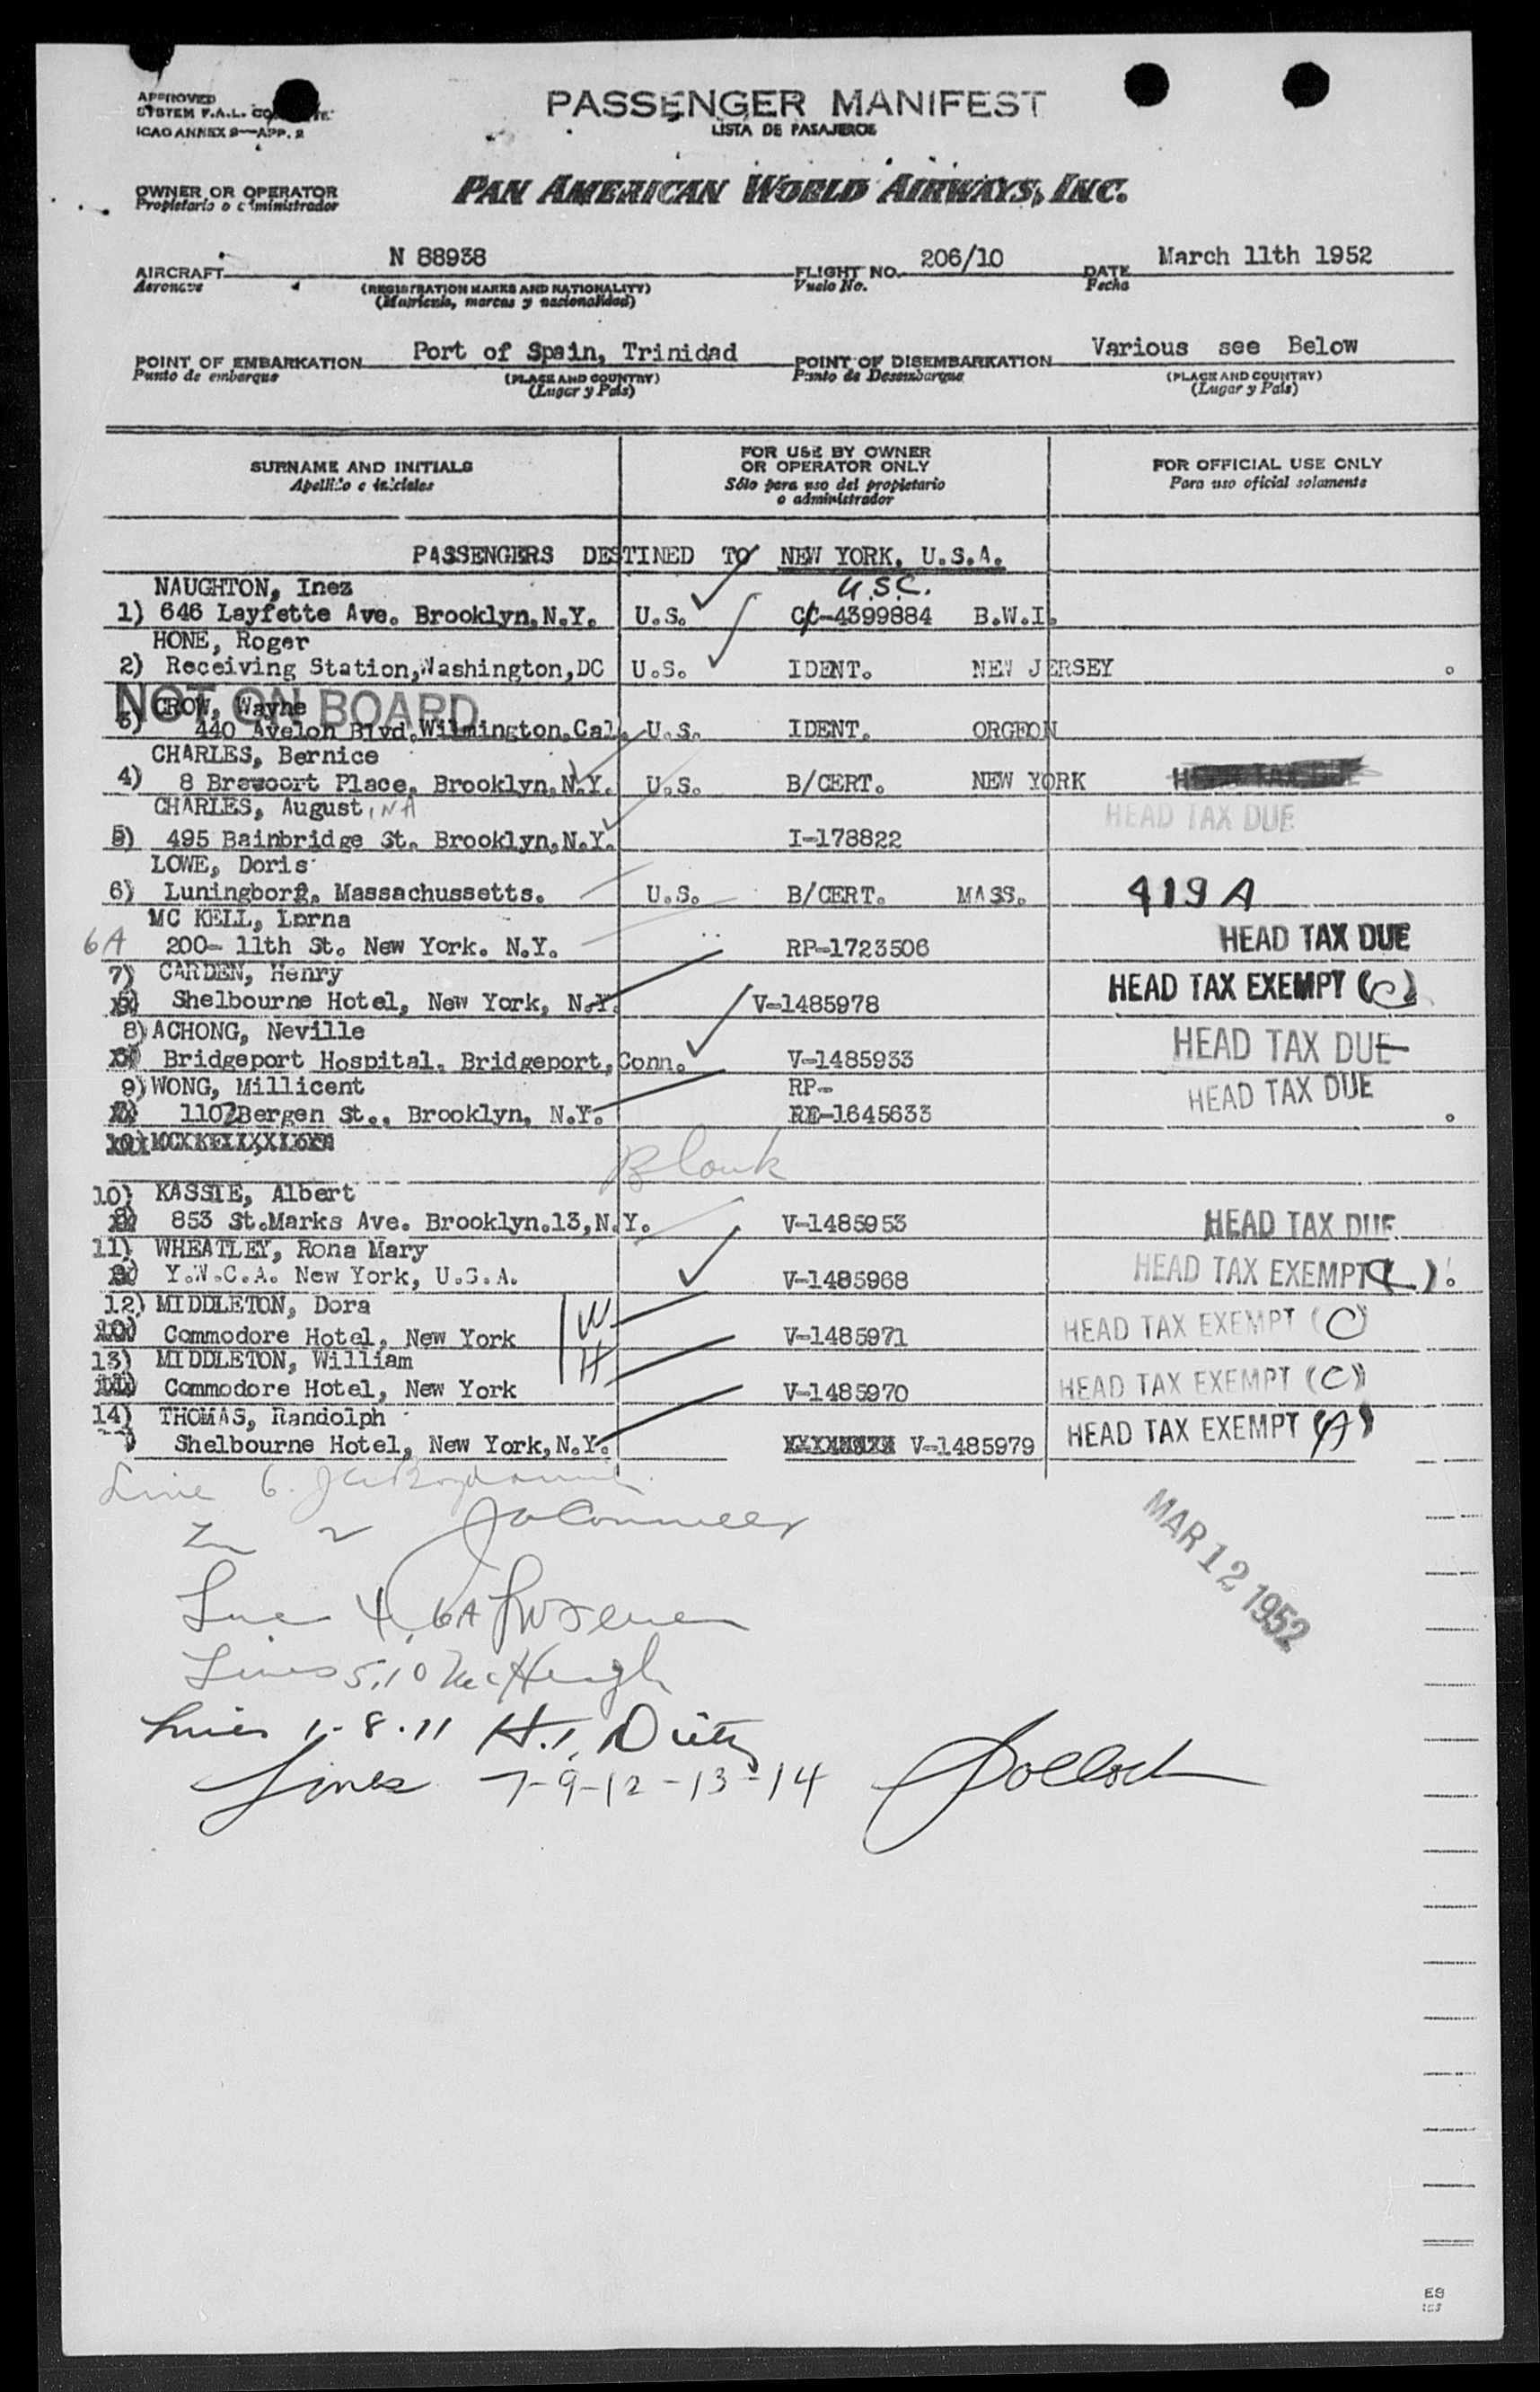 APPROVED
SYSTEM F.A.L.
ICAO ANNEX 9—APP. 2
PASSENGER MANIFEST
LISTA DE PASAJEROS
OWNER OR OPERATOR
Propietario o
PAN AMERICAN WORLD AIRWAYS, INC.
AIRCRAFT N 88938 FLIGHT NO. 206/10 DATE March 11th 1952
Aeronave (REGISTRATION MARKS AND NATIONALITY) Vuelo No. Fecha
(Matricula, marcas y nacionalidad)
POINT OF EMBARKATION Port of Spain, Trinidad POINT OF DISEMBARKATION Various see Below
Punto de embarque (PLACE AND COUNTRY) Punto de Desembarque (PLACE AND COUNTRY)
(Lugar y País) (Lugar y País)
SURNAME AND INITIALS FOR USE BY OWNER OR OPERATOR ONLY FOR OFFICIAL USE ONLY
Apellido e iniciales Sólo para uso del propietario o administrador Para uso oficial solamente
PASSENGERS DESTINED TO NEW YORK, U.S.A.
NAUGHTON, Inez U.S.C.
1) 646 Layfette Ave. Brooklyn,N.Y. U.S. C/C-4399884 B.W.I.
HONE, Roger
2) Receiving Station,Washington,DC U.S. IDENT. NEW JERSEY
NOT ON BOARD
CROW, Wayne
3) 440 Avelon Blvd.Wilmington.Cal. U.S. IDENT. ORGEON
CHARLES, Bernice
4) 8 Brevoort Place, Brooklyn,N.Y. U.S. B/CERT. NEW YORK
CHARLES, August,INA HEAD TAX DUE
5) 495 Bainbridge St. Brooklyn,N.Y. I-178822
LOWE, Doris
6) Luningborg, Massachussetts. U.S. B/CERT. MASS. 419A
MC KELL, Lorna
6A 200- 11th St. New York. N.Y. RP-1723506 HEAD TAX DUE
7) CARDEN, Henry
Shelbourne Hotel, New York, N.Y. V-1485978 HEAD TAX EXEMPT (C)
8) ACHONG, Neville
Bridgeport Hospital. Bridgeport,Conn. V-1485933 HEAD TAX DUE
9) WONG, Millicent RP-
1107 Bergen St., Brooklyn, N.Y. RE-1645633 HEAD TAX DUE
Blank
10) KASSIE, Albert
853 St.Marks Ave. Brooklyn.13,N.Y. V-1485953 HEAD TAX DUE
11) WHEATLEY, Rona Mary
Y.W.C.A. New York, U.S.A. V-1485968 HEAD TAX EXEMPT
12) MIDDLETON, Dora W
Commodore Hotel, New York V-1485971 HEAD TAX EXEMPT (C)
13) MIDDLETON, William H
Commodore Hotel, New York V-1485970 HEAD TAX EXEMPT (C)
14) THOMAS, Randolph
Shelbourne Hotel, New York,N.Y. V-1485979 HEAD TAX EXEMPT (A)
Line 6.
MAR 12 1952
Line 4, 6A
Lines 5,10 McHeugh
Lines 1-8-11 H.
Lines 7-9-12-13-14